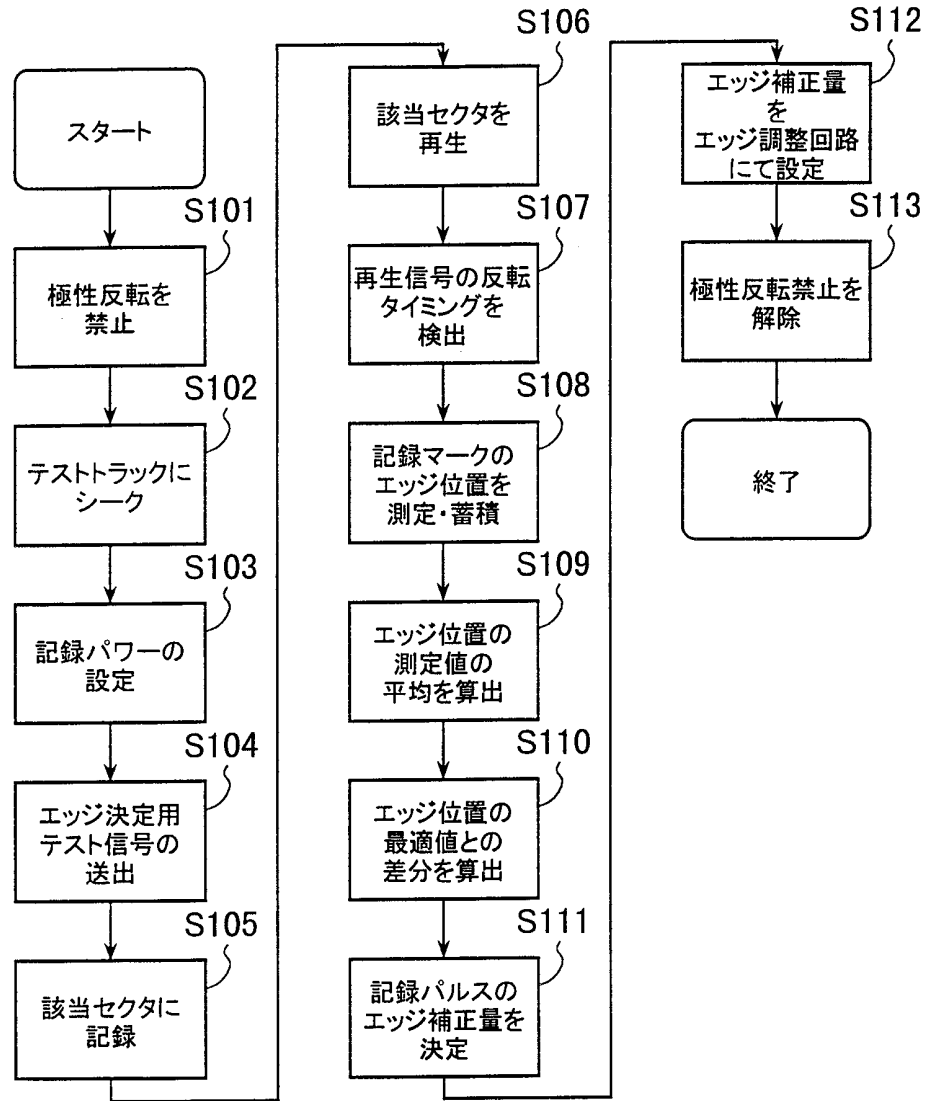 スタート
S101
極性反転を
禁止
S102
テストトラックに
シーク
S103
記録パワーの
設定
S104
エッジ決定用
テスト信号の
送出
S105
該当セクタに
記録
S106
該当セクタを
再生
S107
再生信号の反転
タイミングを
検出
S108
記録マークの
エッジ位置を
測定・蓄積
S109
エッジ位置の
測定値の
平均を算出
S110
エッジ位置の
最適値との
差分を算出
S111
記録パルスの
エッジ補正量を
決定
S112
エッジ補正量
を
エッジ調整回路
にて設定
S113
極性反転禁止を
解除
終了